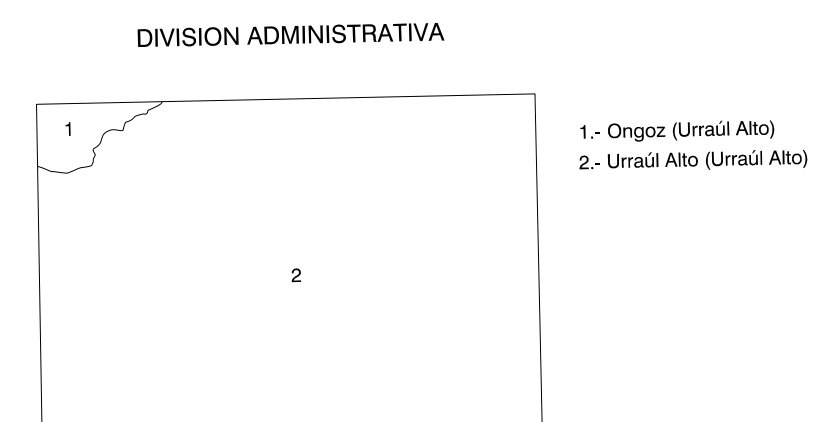 DIVISION ADMINISTRATIVA
1
1.- Ongoz (Urraúl Alto)
2.- Urraúl Alto (Urraúl Alto)
2